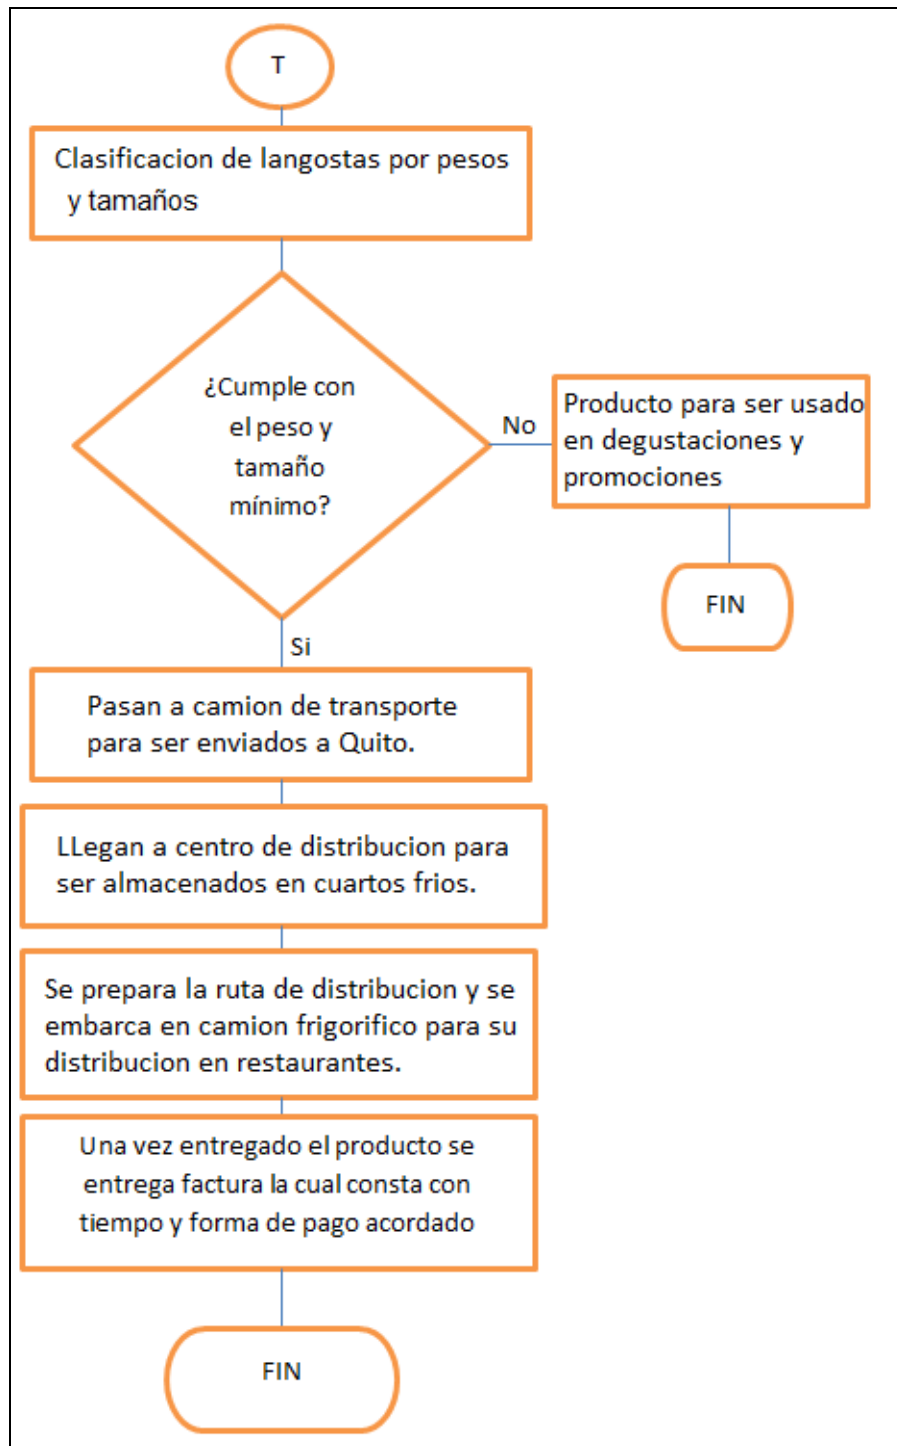 T
Clasificacion de langostas por pesos
y tamaños
¿Cumple con
el peso y
tamaño
mínimo?
No
Producto para ser usado
en degustaciones y
promociones
FIN
Si
Pasan a camion de transporte
para ser enviados a Quito.
LLegan a centro de distribucion para
ser almacenados en cuartos frios.
Se prepara la ruta de distribucion y se
embarca en camion frigorifico para su
distribucion en restaurantes.
Una vez entregado el producto se
entrega factura la cual consta con
tiempo y forma de pago acordado
FIN